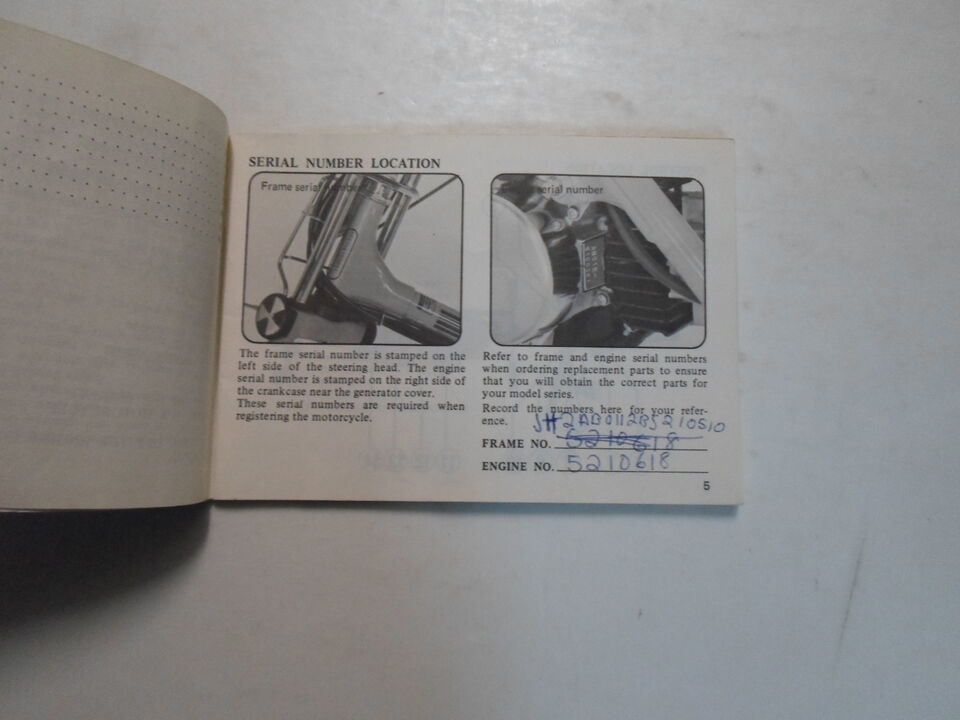 SERIAL NUMBER LOCATION
Frame serial number
serial number
The frame serial number is stamped on the
left side of the steering head. The engine
serial number is stamped on the right side of
the crankcase near the generator cover.
These serial numbers are required when
registering the motorcycle.
Refer to frame and engine serial numbers
when ordering replacement parts to ensure
that you will obtain the correct parts for
your model series.
Record the numbers here for your refer-
ence. JH2AB0112BS210510
FRAME NO. 5210618
ENGINE NO. 5210618
5